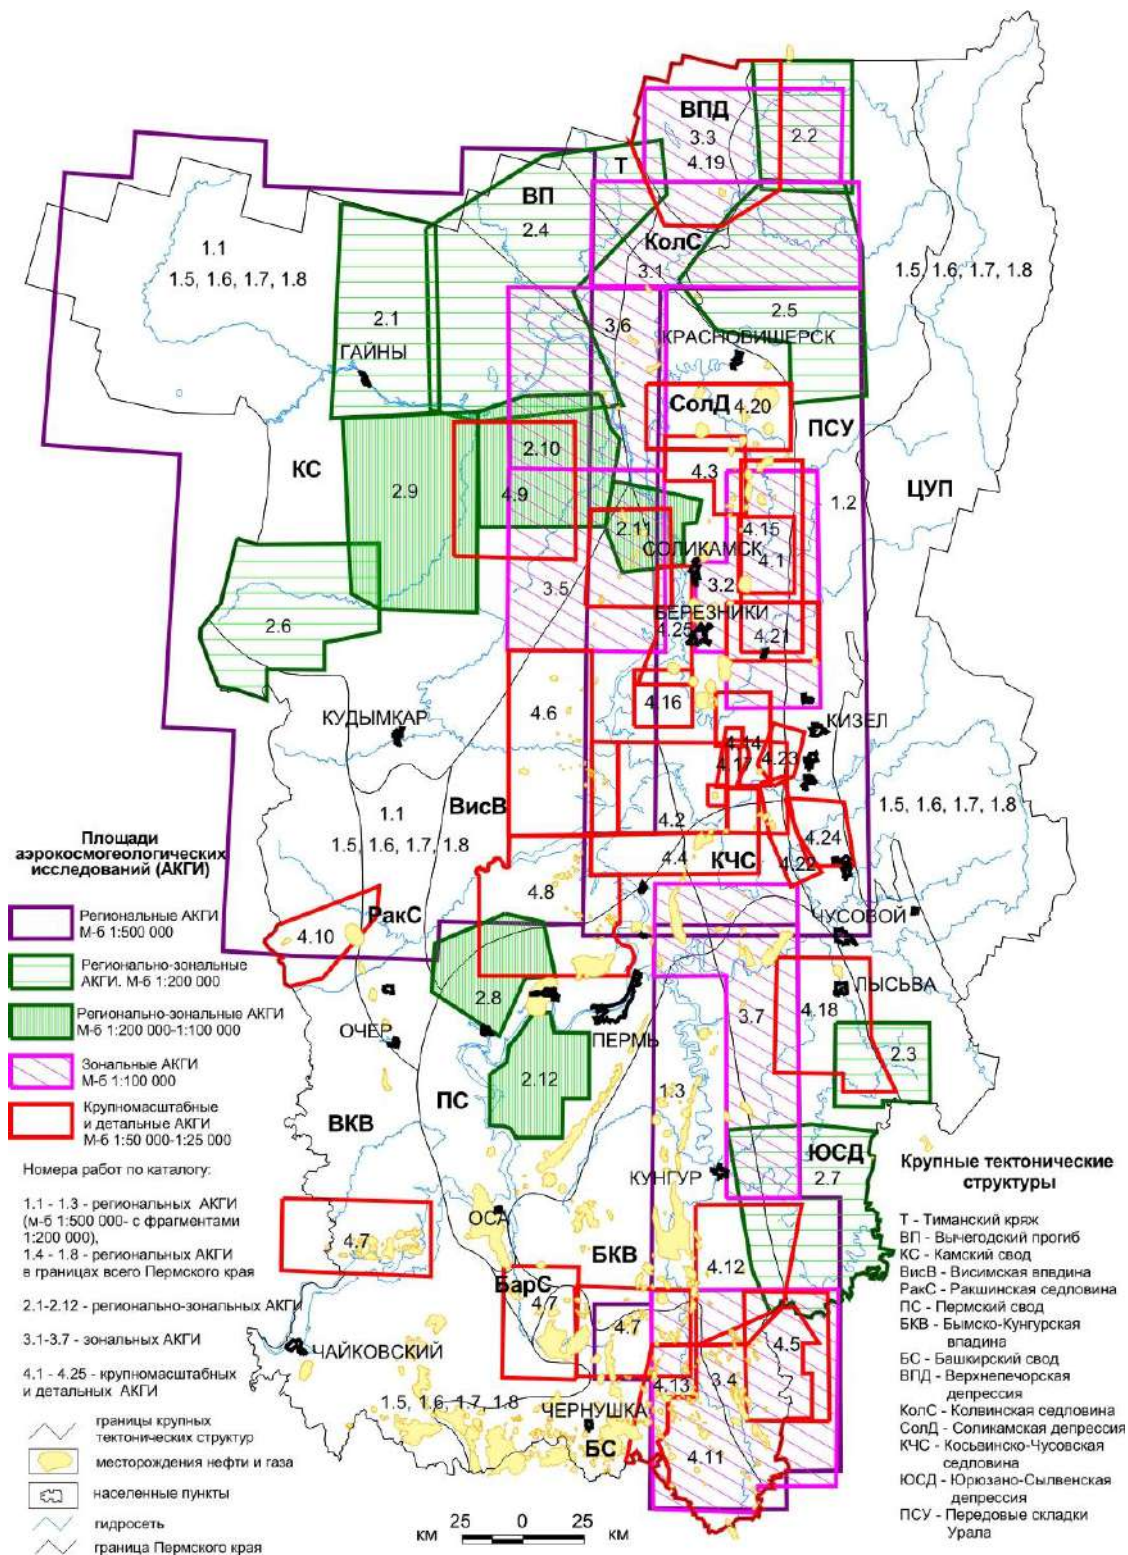 ВПД
3.3
4.19
2.2
Т
ВП
2.4
КолС
3.1
1.1
1.5, 1.6, 1.7, 1.8
1.5, 1.6, 1.7, 1.8
2.1
2.5
3.6
КРАСНОВИШЕРСК
ГАЙНЫ
СолД
4.20
ПСУ
КС
2.10
4.3
2.9
4.9
1.2
ЦУП
2.11
4.15
СОЛИКАМСК
4.1
3.5
3.2
БЕРЕЗНИКИ
2.6
4.25
4.21
4.6
4.16
КУДЫМКАР
КИЗЕЛ
4.14
4.17
4.23
ВисВ
1.1
1.5, 1.6, 1.7, 1.8
1.5, 1.6, 1.7, 1.8
4.2
4.24
4.4
КЧС
4.22
4.8
РакС
4.10
ЧУСОВОЙ
2.8
ЛЫСЬВА
4.18
3.7
ОЧЕР
ПЕРМЬ
2.3
2.12
ПС
1.3
ВКВ
ЮСД
КУНГУР
2.7
ОСА
4.7
БКВ
4.12
БарС
4.7
4.7
4.5
ЧАЙКОВСКИЙ
4.13
3.4
1.5, 1.6, 1.7, 1.8
ЧЕРНУШКА
БС
4.11
км 25 0 25 км
Площади
аэрокосмогеологических
исследований (АКГИ)
Региональные АКГИ
М-б 1:500 000
Регионально-зональные
АКГИ. М-б 1:200 000
Регионально-зональные АКГИ
М-б 1:200 000-1:100 000
Зональные АКГИ
М-б 1:100 000
Крупномасштабные
и детальные АКГИ
М-б 1:50 000-1:25 000
Номера работ по каталогу:
1.1 - 1.3 - региональных АКГИ
(м-б 1:500 000- с фрагментами
1:200 000),
1.4 - 1.8 - региональных АКГИ
в границах всего Пермского края
2.1-2.12 - регионально-зональных АКГИ
3.1-3.7 - зональных АКГИ
4.1 - 4.25 - крупномасштабных
и детальных АКГИ
границы крупных
тектонических структур
месторождения нефти и газа
населенные пункты
гидросеть
граница Пермского края
Крупные тектонические
структуры
Т - Тиманский кряж
ВП - Вычегодский прогиб
КС - Камский свод
ВисВ - Висимская впвдина
РакС - Ракшинская седловина
ПС - Пермский свод
БКВ - Бымско-Кунгурская
впадина
БС - Башкирский свод
ВПД - Верхнепечорская
депрессия
КолС - Колвинская седловина
СолД - Соликамская депрессия
КЧС - Косьвинско-Чусовская
седловина
ЮСД - Юрюзано-Сылвенская
депрессия
ПСУ - Передовые складки
Урала